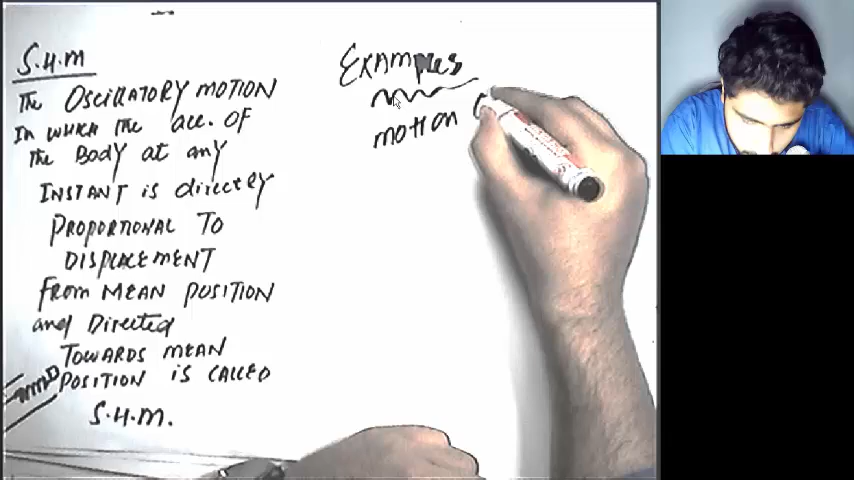 S.H.M
The OSCILLATORY MOTION
IN WHICH the acc. OF
the BODY at any
INSTANT is directly
PROPORTIONAL TO
DISPLACEMENT
FROM MEAN POSITION
and Directed
TOWARDS MEAN
POSITION is CALLED
S.H.M.
EXAMPLES
motion